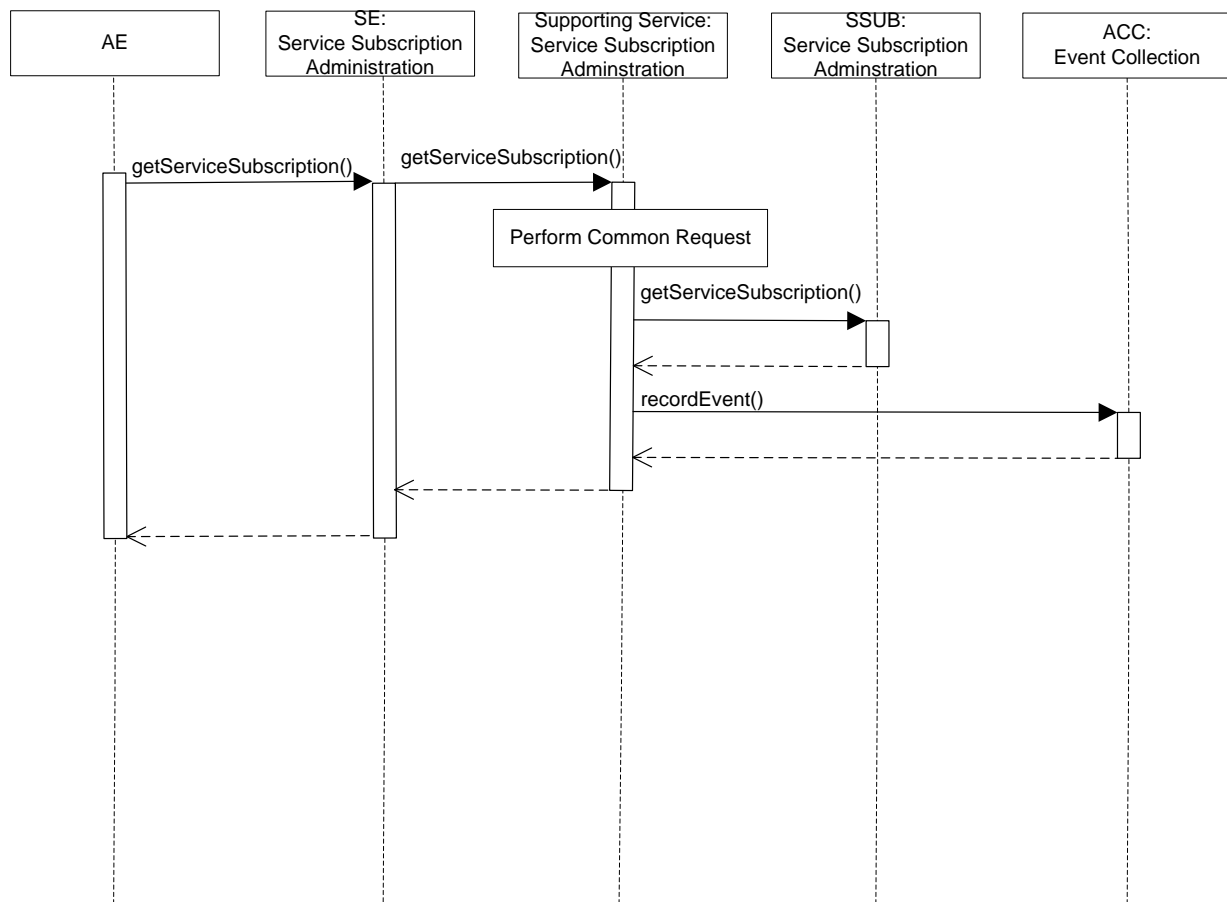 AE
SE:
Service Subscription
Administration
Supporting Service:
Service Subscription
Adminstration
SSUB:
Service Subscription
Adminstration
ACC:
Event Collection
getServiceSubscription()
getServiceSubscription()
Perform Common Request
getServiceSubscription()
recordEvent()